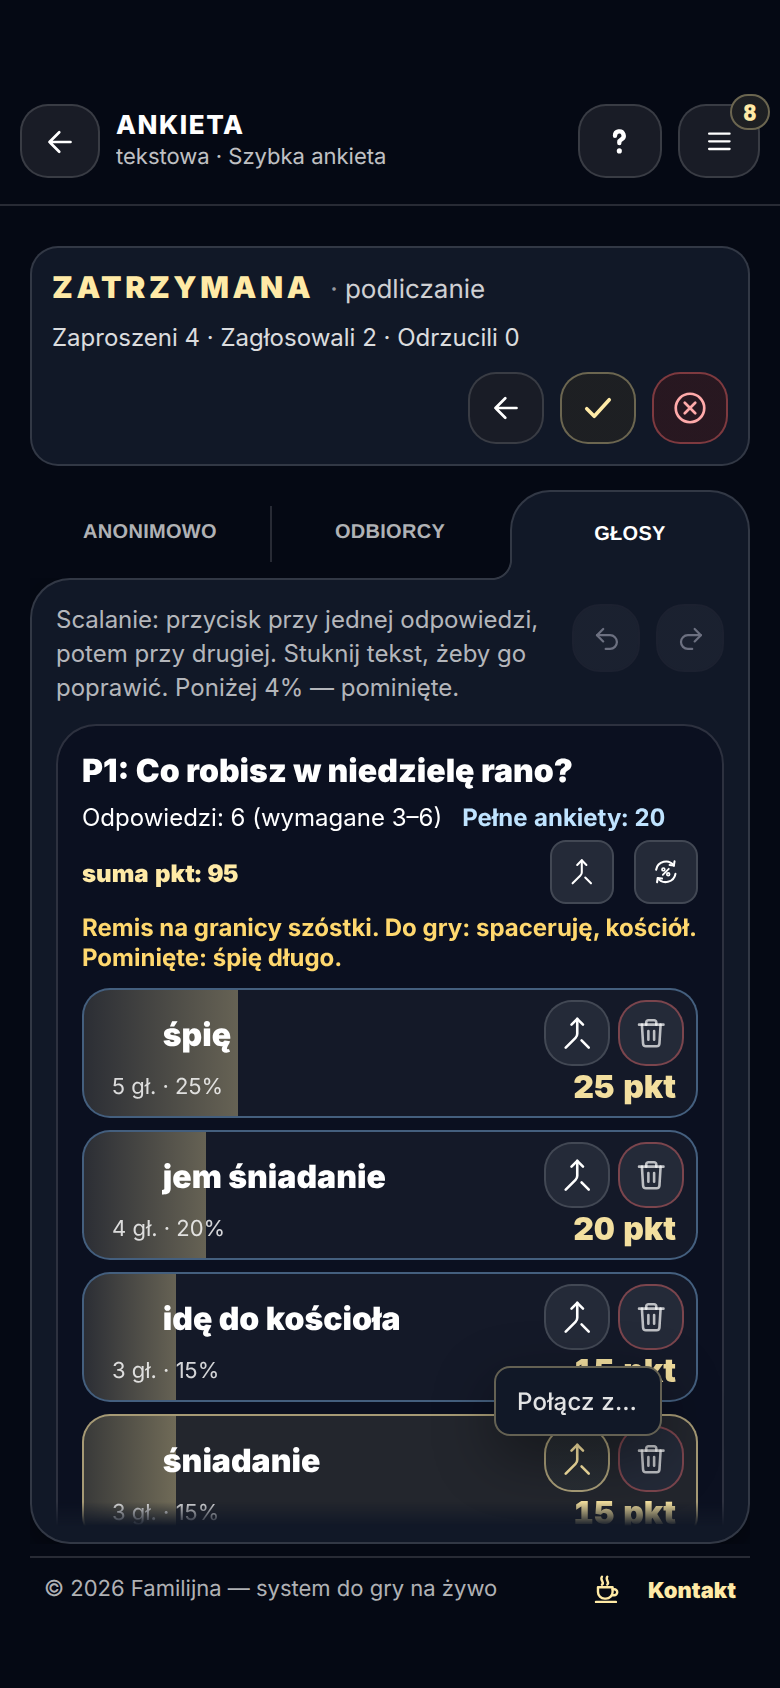 8
ANKIETA
?
tekstowa · Szybka ankieta
ZATRZYMANA · podliczanie
Zaproszeni 4 · Zagłosowali 2 · Odrzucili 0
ANONIMOWO
ODBIORCY
GŁOSY
Scalanie: przycisk przy jednej odpowiedzi,
potem przy drugiej. Stuknij tekst, żeby go
poprawić. Poniżej 4% — pominięte.
P1: Co robisz w niedzielę rano?
Odpowiedzi: 6 (wymagane 3–6) Pełne ankiety: 20
suma pkt: 95
%
Remis na granicy szóstki. Do gry: spaceruję, kościół.
Pominięte: śpię długo.
śpię
5 gł. · 25%
25 pkt
jem śniadanie
4 gł. · 20%
20 pkt
idę do kościoła
3 gł. · 15%
15 pkt
Połącz z...
śniadanie
3 gł. · 15%
15 pkt
© 2026 Familijna — system do gry na żywo
Kontakt